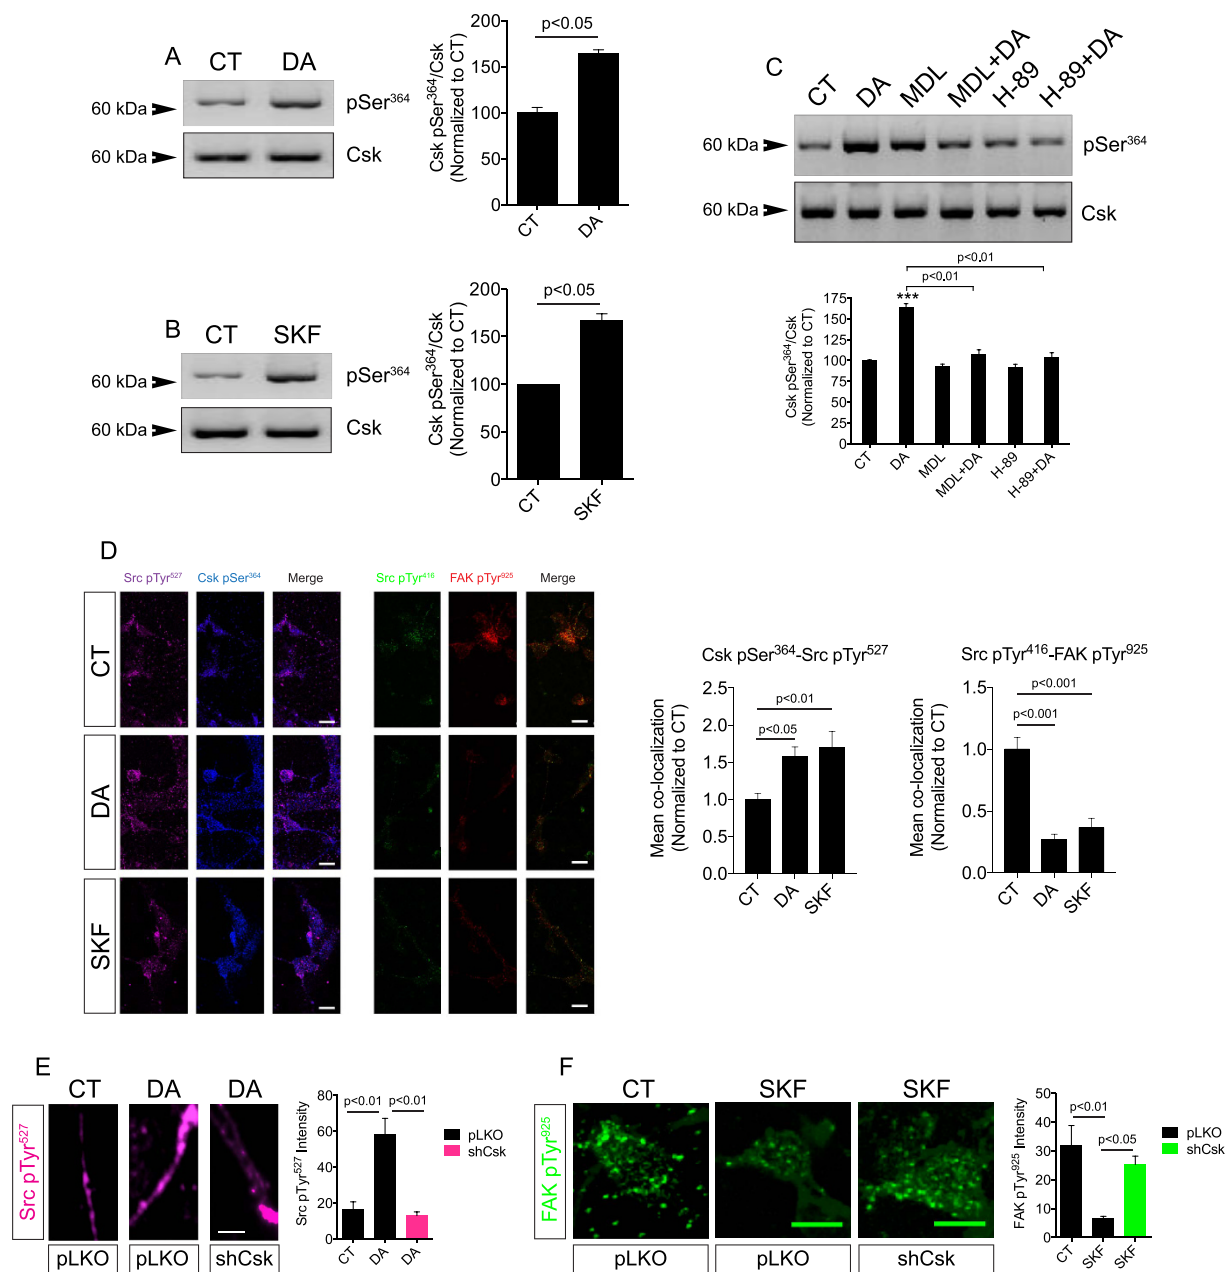 A
CT DA
60 kDa pSer³⁶⁴
60 kDa Csk
Csk pSer³⁶⁴/Csk
(Normalized to CT)
200
150
100
50
0
p<0.05
CT DA
B
CT SKF
60 kDa pSer³⁶⁴
60 kDa Csk
Csk pSer³⁶⁴/Csk
(Normalized to CT)
200
150
100
50
0
p<0.05
CT SKF
C
CT DA MDL MDL+DA H-89 H-89+DA
60 kDa pSer³⁶⁴
60 kDa Csk
p<0.01
p<0.01
***
Csk pSer³⁶⁴/Csk
(Normalized to CT)
175
150
125
100
75
50
25
0
CT DA MDL MDL+DA H-89 H-89+DA
D
Src pTyr⁵²⁷ Csk pSer³⁶⁴ Merge Src pTyr⁴¹⁶ FAK pTyr⁹²⁵ Merge
CT
DA
SKF
Csk pSer³⁶⁴-Src pTyr⁵²⁷
Mean co-localization
(Normalized to CT)
2.5
2.0
1.5
1.0
0.5
0.0
p<0.01
p<0.05
CT DA SKF
Src pTyr⁴¹⁶-FAK pTyr⁹²⁵
Mean co-localization
(Normalized to CT)
1.5
1.0
0.5
0.0
p<0.001
p<0.001
CT DA SKF
E
CT DA DA
Src pTyr⁵²⁷
pLKO pLKO shCsk
Src pTyr⁵²⁷ Intensity
80
60
40
20
0
p<0.01 p<0.01
pLKO
shCsk
CT DA DA
F
CT SKF SKF
FAK pTyr⁹²⁵
pLKO pLKO shCsk
FAK pTyr⁹²⁵ Intensity
50
40
30
20
10
0
p<0.01
p<0.05
pLKO
shCsk
CT SKF SKF